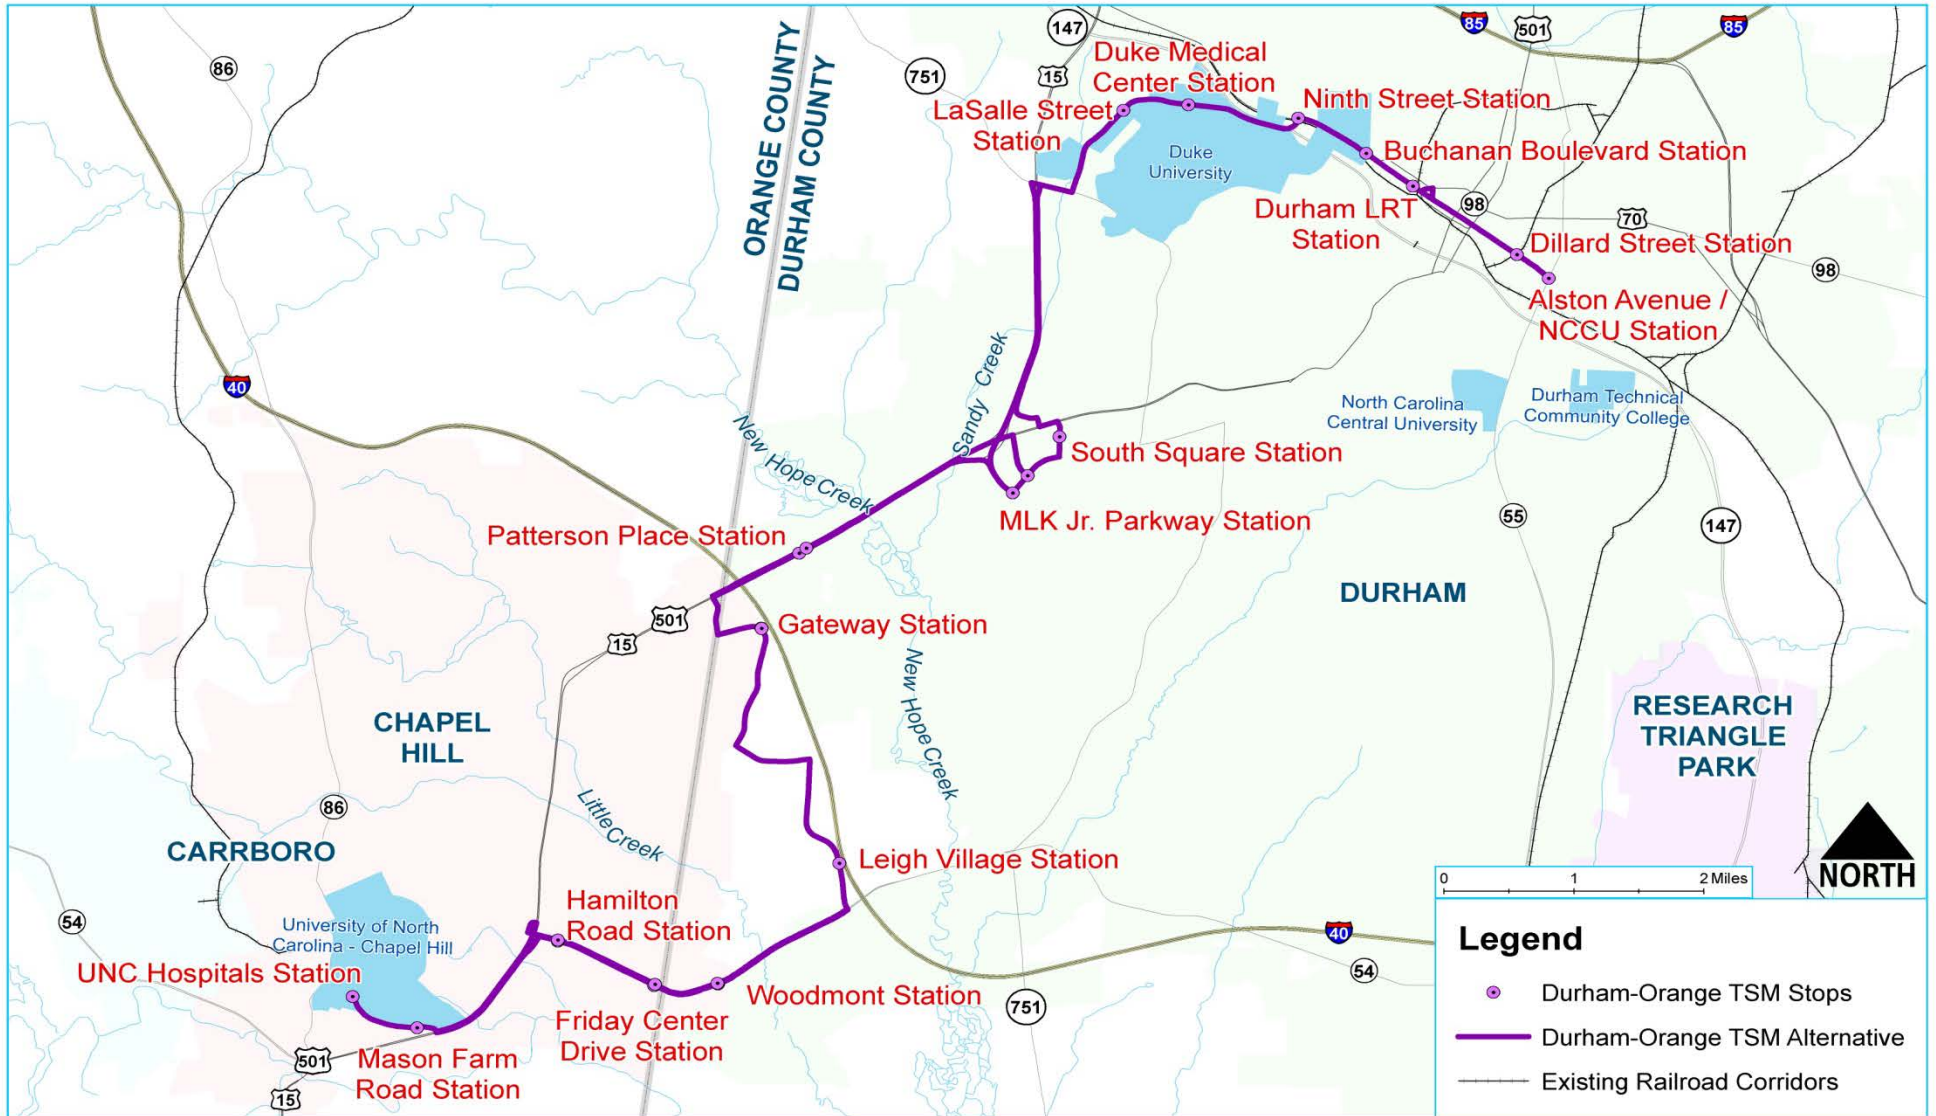 85
501
85
147
86
ORANGE COUNTY
DURHAM COUNTY
751
15
Duke Medical
Center Station
LaSalle Street
Station
Ninth Street Station
Duke
University
Buchanan Boulevard Station
98
70
Durham LRT
Station
Dillard Street Station
98
Alston Avenue /
NCCU Station
40
Sandy Creek
North Carolina
Central University
Durham Technical
Community College
New Hope Creek
South Square Station
MLK Jr. Parkway Station
55
147
Patterson Place Station
DURHAM
501
15
Gateway Station
New Hope Creek
CHAPEL
HILL
RESEARCH
TRIANGLE
PARK
86
Little Creek
CARRBORO
Leigh Village Station
NORTH
0 1 2 Miles
54
Hamilton
Road Station
University of North
Carolina - Chapel Hill
UNC Hospitals Station
40
54
Woodmont Station
751
Friday Center
Drive Station
501
Mason Farm
Road Station
15
Legend
Durham-Orange TSM Stops
Durham-Orange TSM Alternative
Existing Railroad Corridors